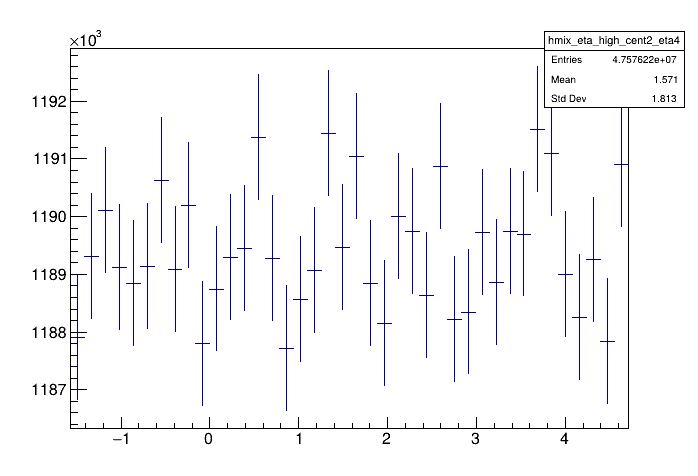 ×10³
hmix_eta_high_cent2_eta4
Entries 4.757622e+07
Mean 1.571
Std Dev 1.813
1192
1191
1190
1189
1188
1187
−1 0 1 2 3 4